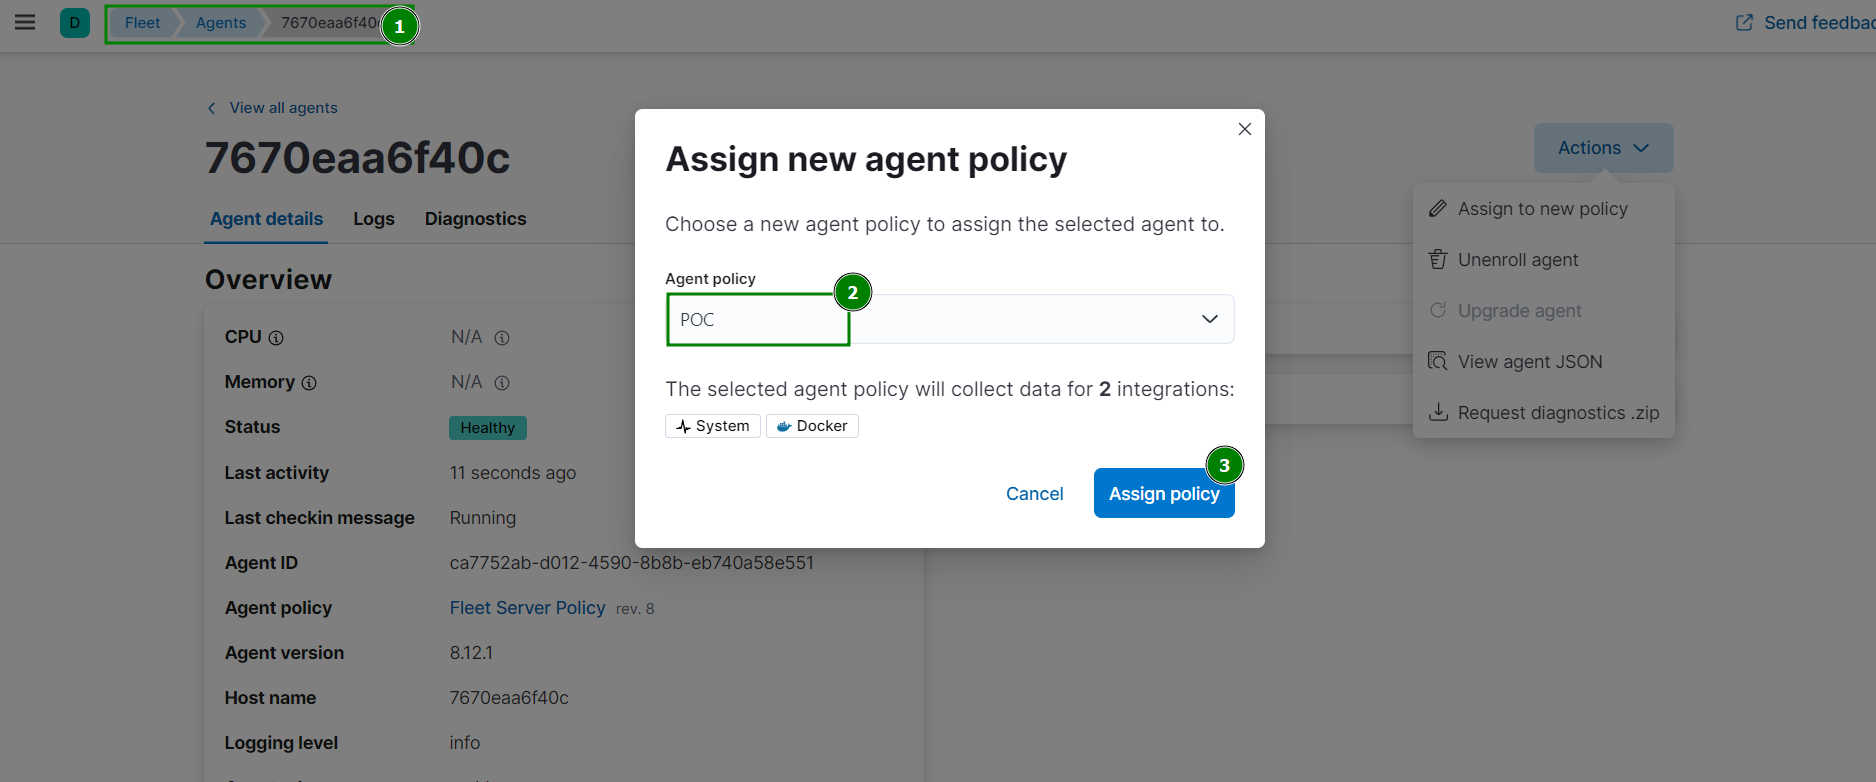 D Fleet Agents 7670eaa6f40 1 Send feedbac
View all agents
7670eaa6f40c
Actions
Agent details Logs Diagnostics
Assign to new policy
Unenroll agent
Upgrade agent
View agent JSON
Request diagnostics .zip
Overview
CPU N/A
Memory N/A
Status Healthy
Last activity 11 seconds ago
Last checkin message Running
Agent ID ca7752ab-d012-4590-8b8b-eb740a58e551
Agent policy Fleet Server Policy rev. 8
Agent version 8.12.1
Host name 7670eaa6f40c
Logging level info
Assign new agent policy
Choose a new agent policy to assign the selected agent to.
Agent policy
2
POC
The selected agent policy will collect data for 2 integrations:
System Docker
3
Cancel Assign policy